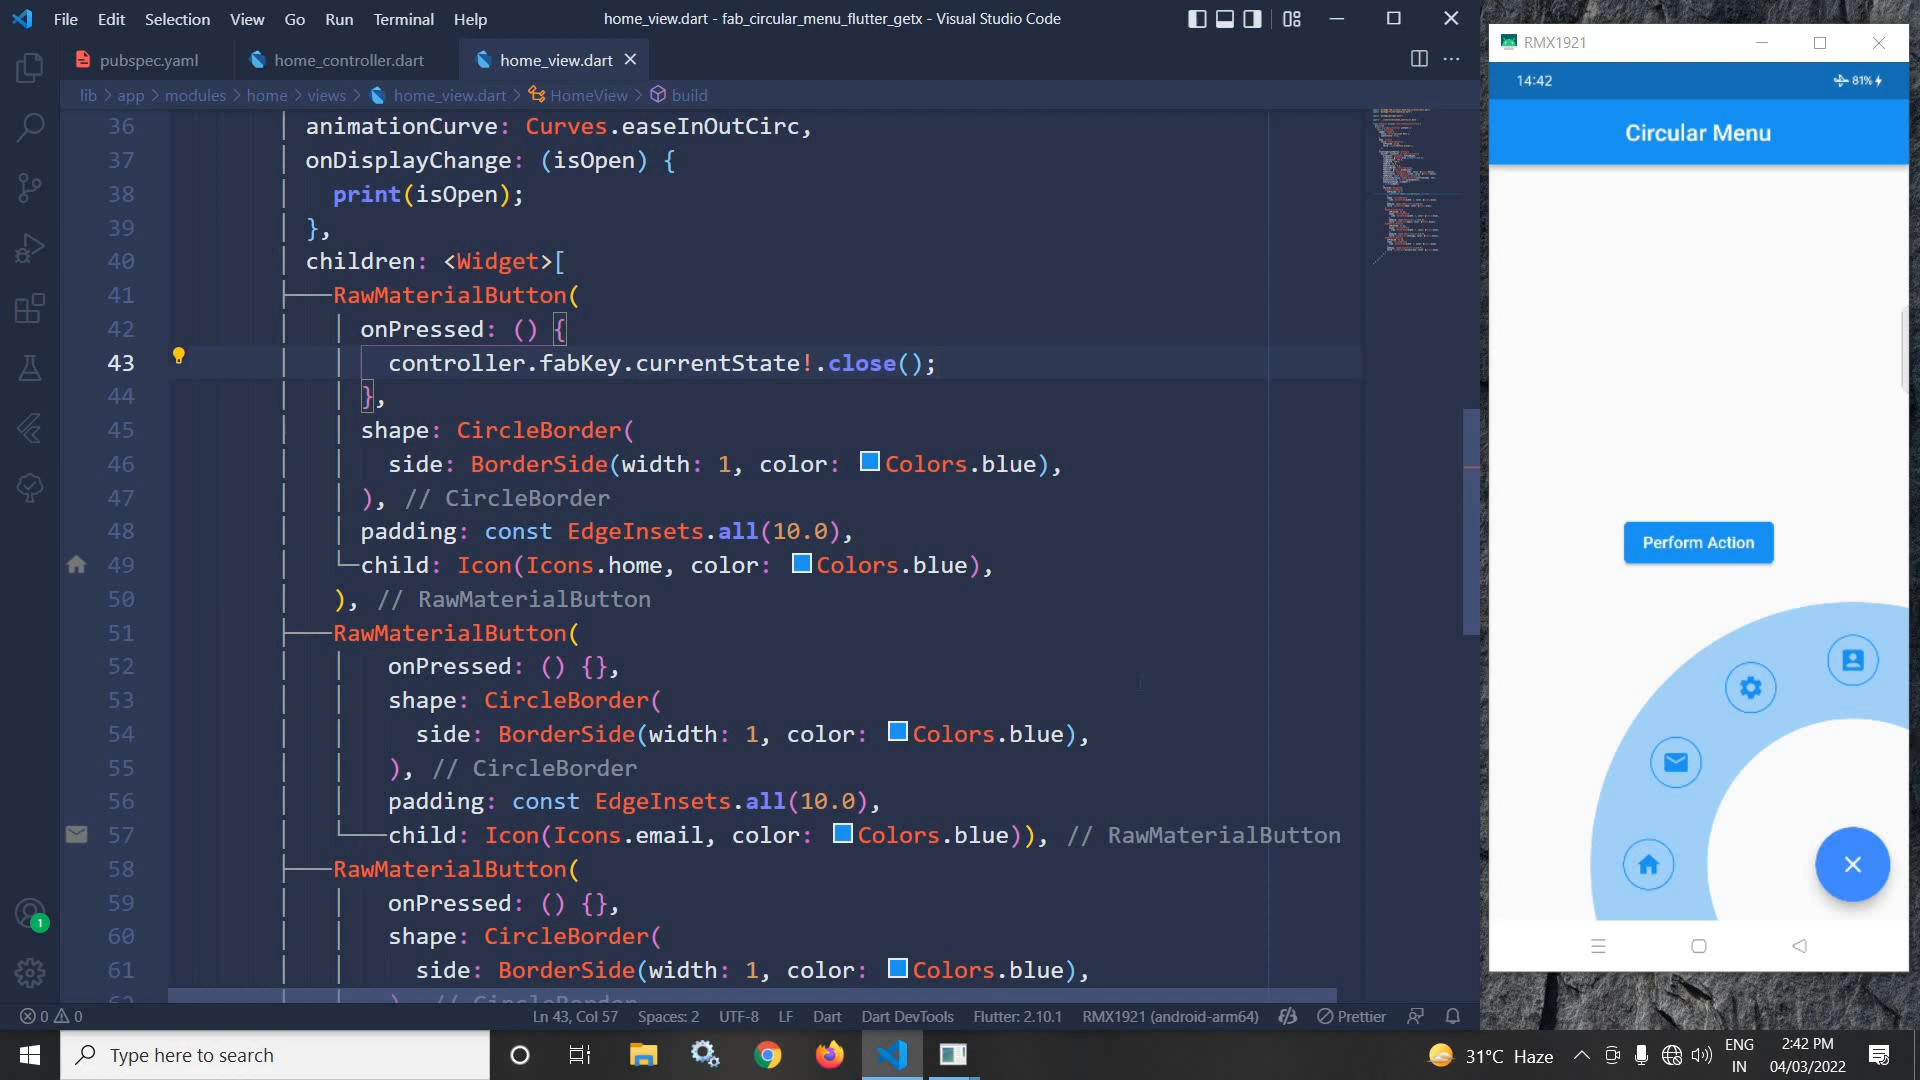 File Edit Selection View Go Run Terminal Help
home_view.dart - fab_circular_menu_flutter_getx - Visual Studio Code
pubspec.yaml
home_controller.dart
home_view.dart
lib > app > modules > home > views > home_view.dart > HomeView > build
36 animationCurve: Curves.easeInOutCirc,
37 onDisplayChange: (isOpen) {
38 print(isOpen);
39 },
40 children: <Widget>[
41 RawMaterialButton(
42 onPressed: () {
43 controller.fabKey.currentState!.close();
44 },
45 shape: CircleBorder(
46 side: BorderSide(width: 1, color: Colors.blue),
47 ), // CircleBorder
48 padding: const EdgeInsets.all(10.0),
49 child: Icon(Icons.home, color: Colors.blue),
50 ), // RawMaterialButton
51 RawMaterialButton(
52 onPressed: () {},
53 shape: CircleBorder(
54 side: BorderSide(width: 1, color: Colors.blue),
55 ), // CircleBorder
56 padding: const EdgeInsets.all(10.0),
57 child: Icon(Icons.email, color: Colors.blue)), // RawMaterialButton
58 RawMaterialButton(
59 onPressed: () {},
60 shape: CircleBorder(
61 side: BorderSide(width: 1, color: Colors.blue),
1
0 0
Ln 43, Col 57 Spaces: 2 UTF-8 LF Dart Dart DevTools Flutter: 2.10.1 RMX1921 (android-arm64) Prettier
RMX1921
14:42
81%
Circular Menu
Perform Action
Type here to search
31°C Haze
ENG
IN
2:42 PM
04/03/2022